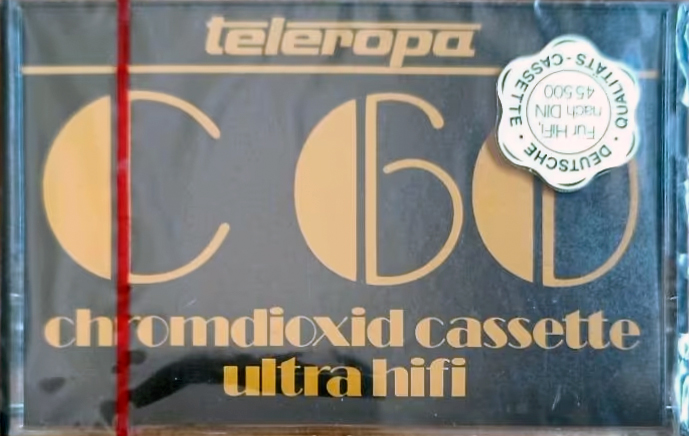 teleropa
C 60
chromdioxid cassette
ultra hifi
DEUTSCHE · QUALITÄTS-CASSETTE ·
Für HiFi,
nach DIN
45 500